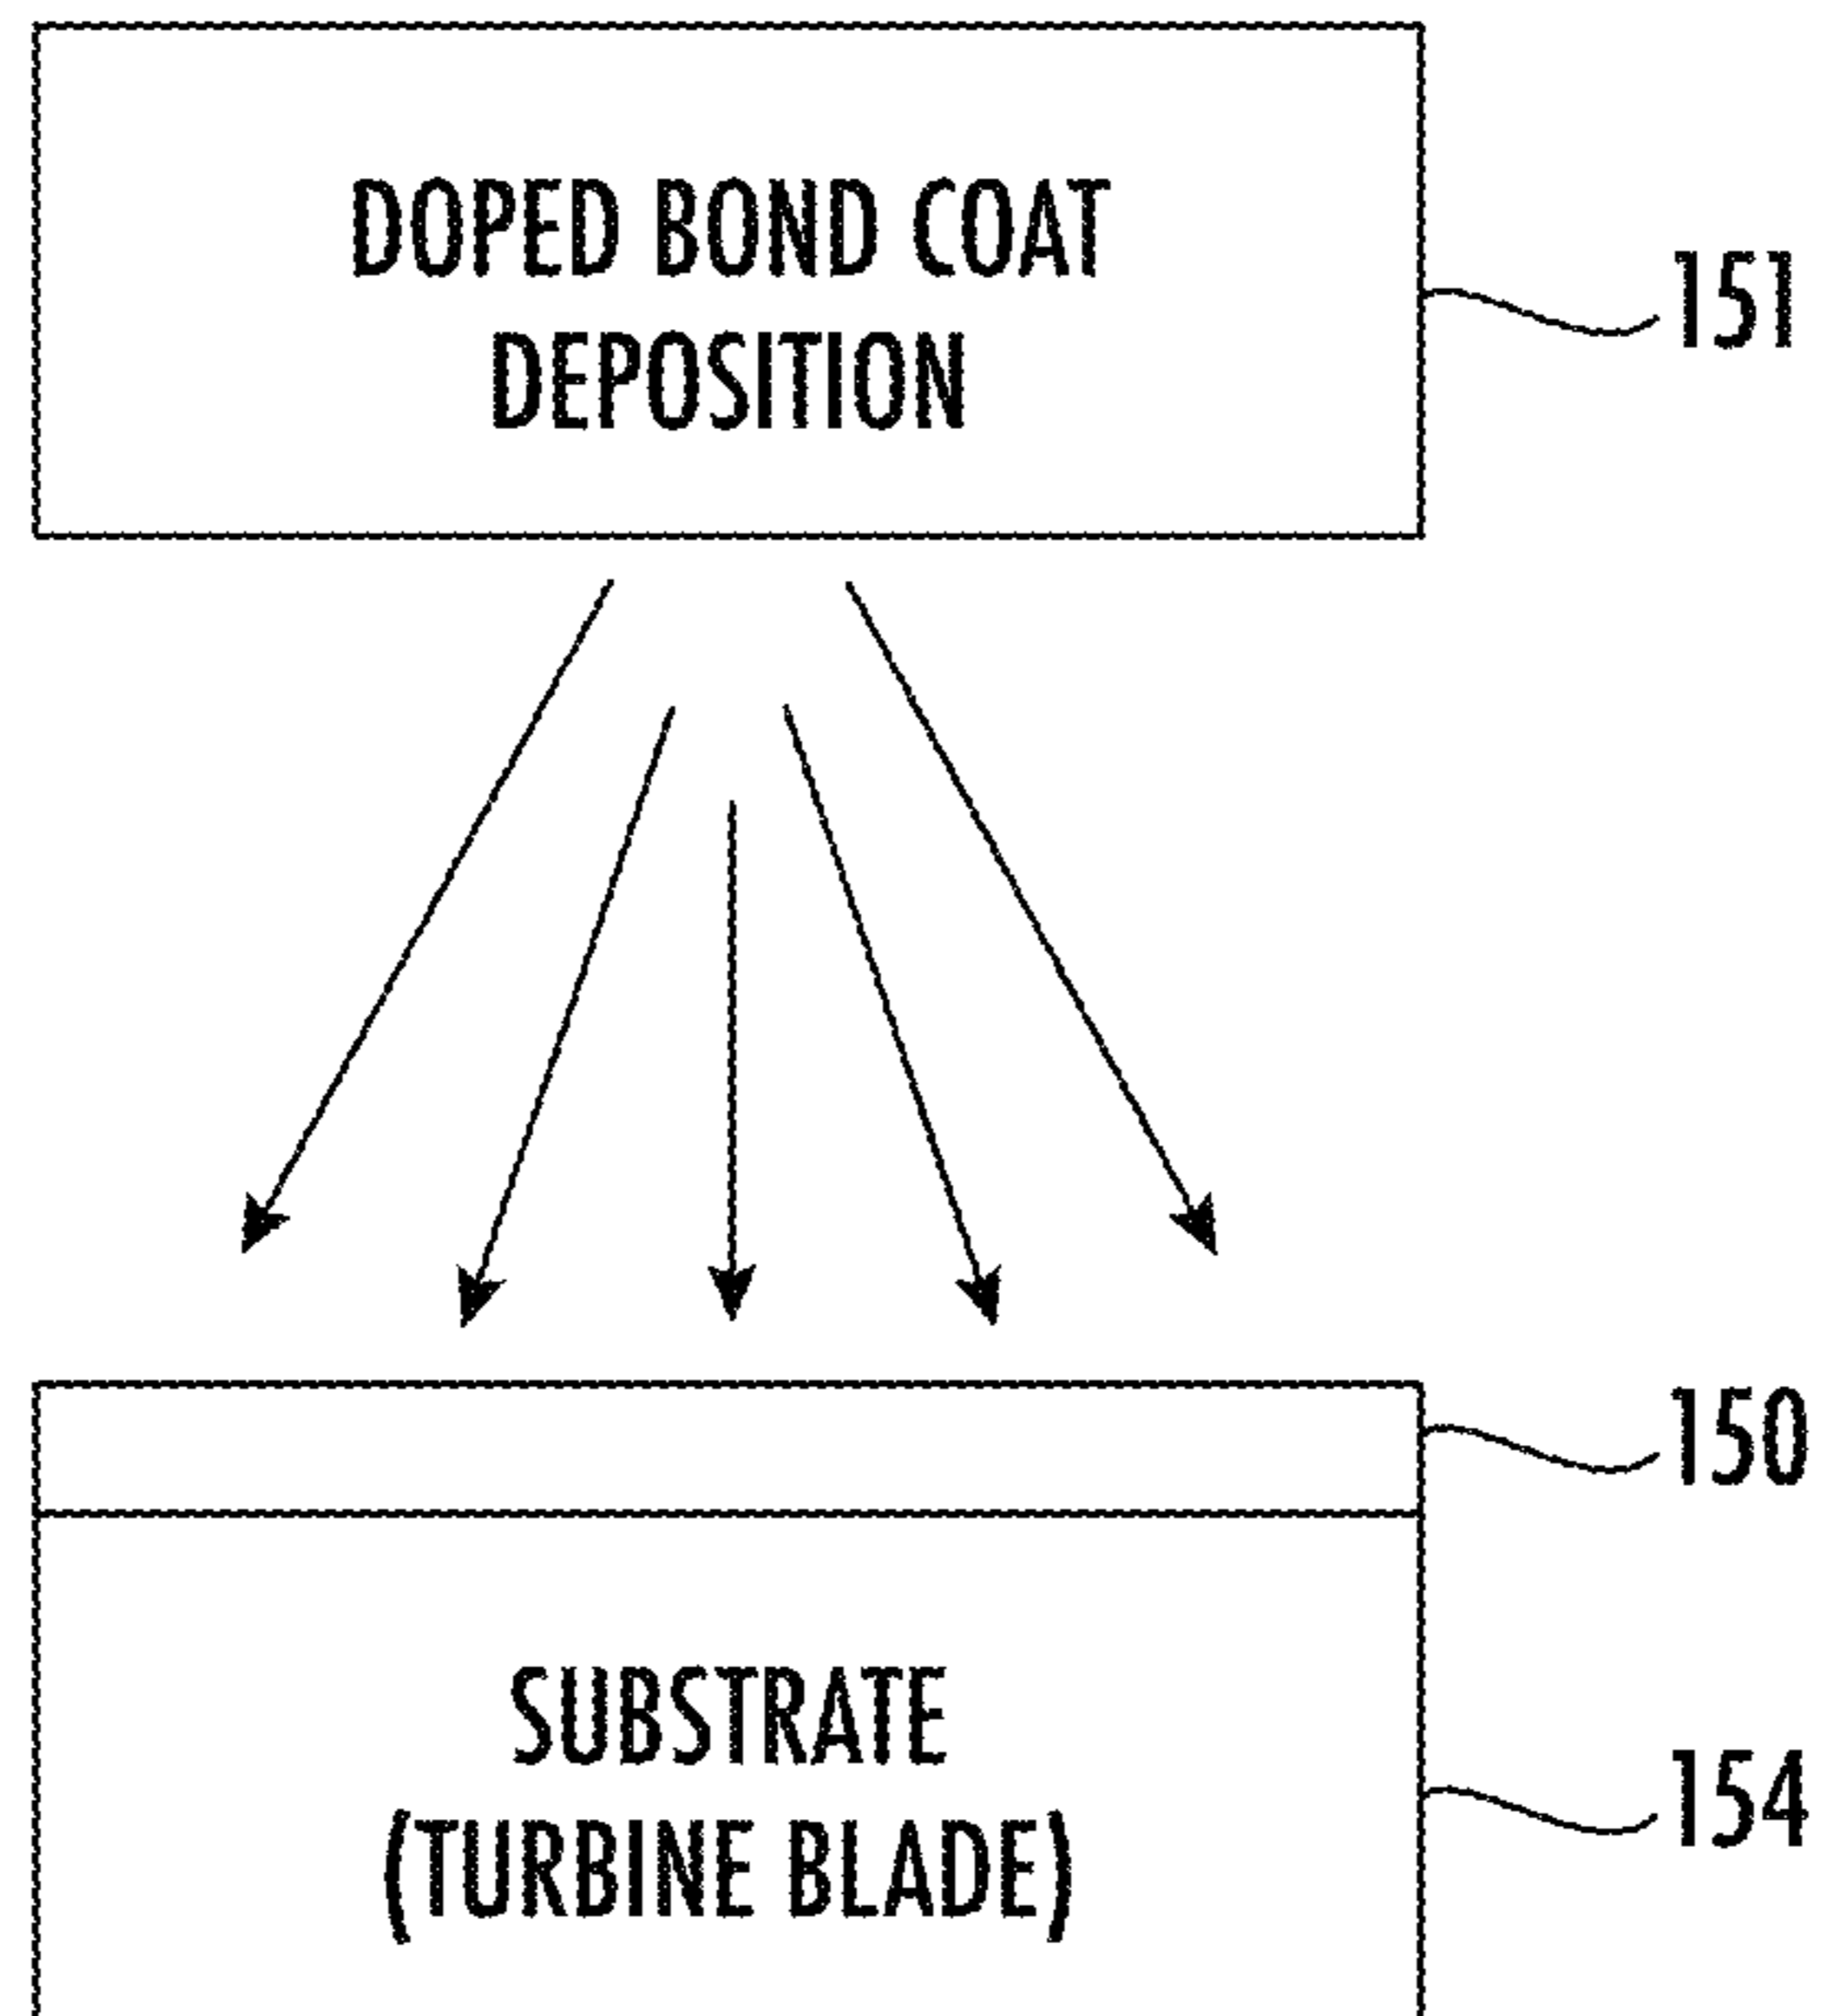 DOPED BOND COAT
DEPOSITION
151
150
SUBSTRATE
(TURBINE BLADE)
154